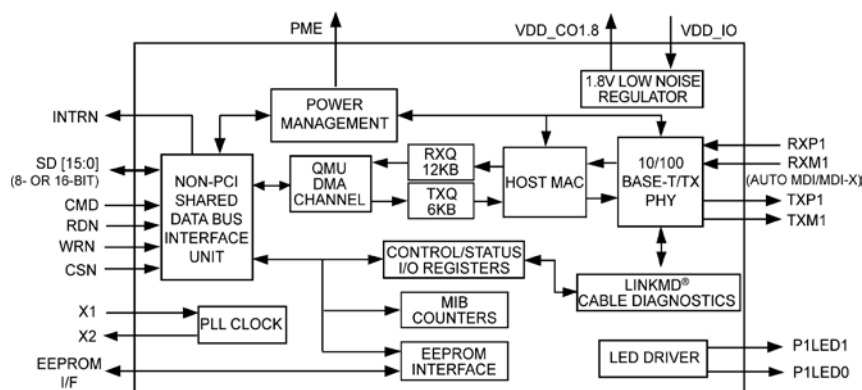 PME
VDD_CO1.8
VDD_IO
1.8V LOW NOISE
REGULATOR
POWER
MANAGEMENT
INTRN
SD [15:0]
(8- OR 16-BIT)
CMD
RDN
WRN
CSN
NON-PCI
SHARED
DATA BUS
INTERFACE
UNIT
QMU
DMA
CHANNEL
RXQ
12KB
TXQ
6KB
HOST MAC
10/100
BASE-T/TX
PHY
RXP1
RXM1
(AUTO MDI/MDI-X)
TXP1
TXM1
CONTROL/STATUS
I/O REGISTERS
LINKMD®
CABLE DIAGNOSTICS
X1
X2
PLL CLOCK
MIB
COUNTERS
EEPROM
I/F
EEPROM
INTERFACE
LED DRIVER
P1LED1
P1LED0